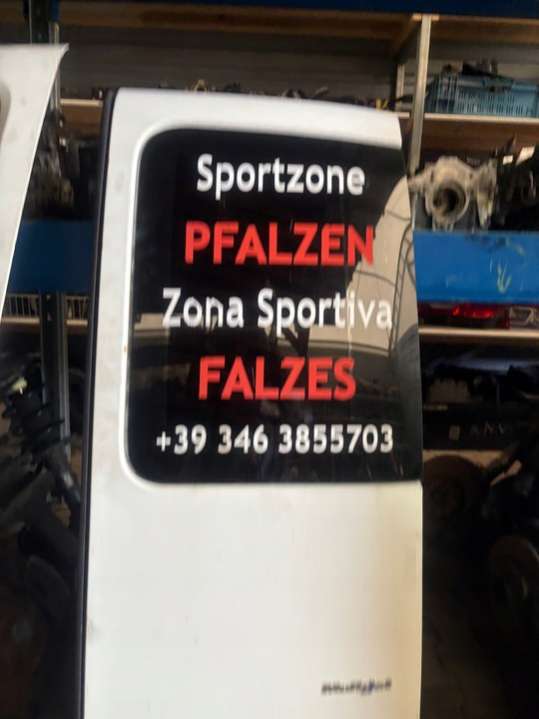 Sportzone
PFALZEN
Zona Sportiva
FALZES
+39 346 3855703